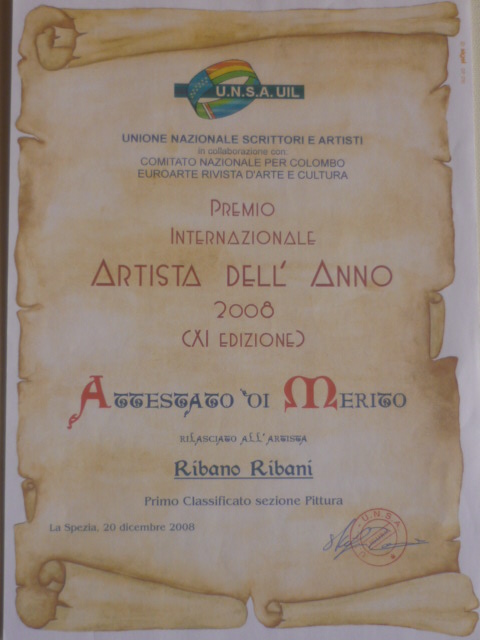 U.N.S.A. UIL
UNIONE NAZIONALE SCRITTORI E ARTISTI
in collaborazione con:
COMITATO NAZIONALE PER COLOMBO
EUROARTE RIVISTA D'ARTE E CULTURA
PREMIO
INTERNAZIONALE
ARTISTA DELL' ANNO
2008
(XI EDIZIONE)
ATTESTATO DI MERITO
RILASCIATO ALL'ARTISTA
Ribano Ribani
Primo Classificato sezione Pittura
La Spezia, 20 dicembre 2008
U.N.S.A.